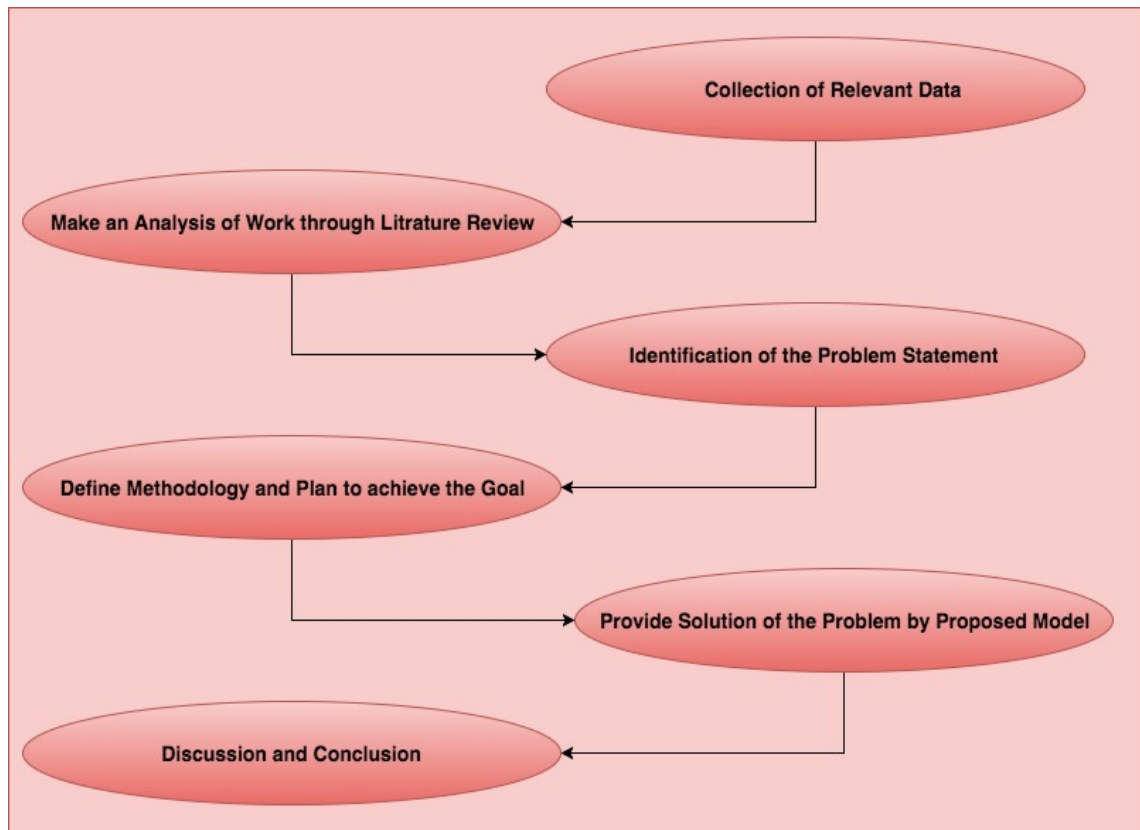 Collection of Relevant Data
Make an Analysis of Work through Litrature Review
Identification of the Problem Statement
Define Methodology and Plan to achieve the Goal
Provide Solution of the Problem by Proposed Model
Discussion and Conclusion